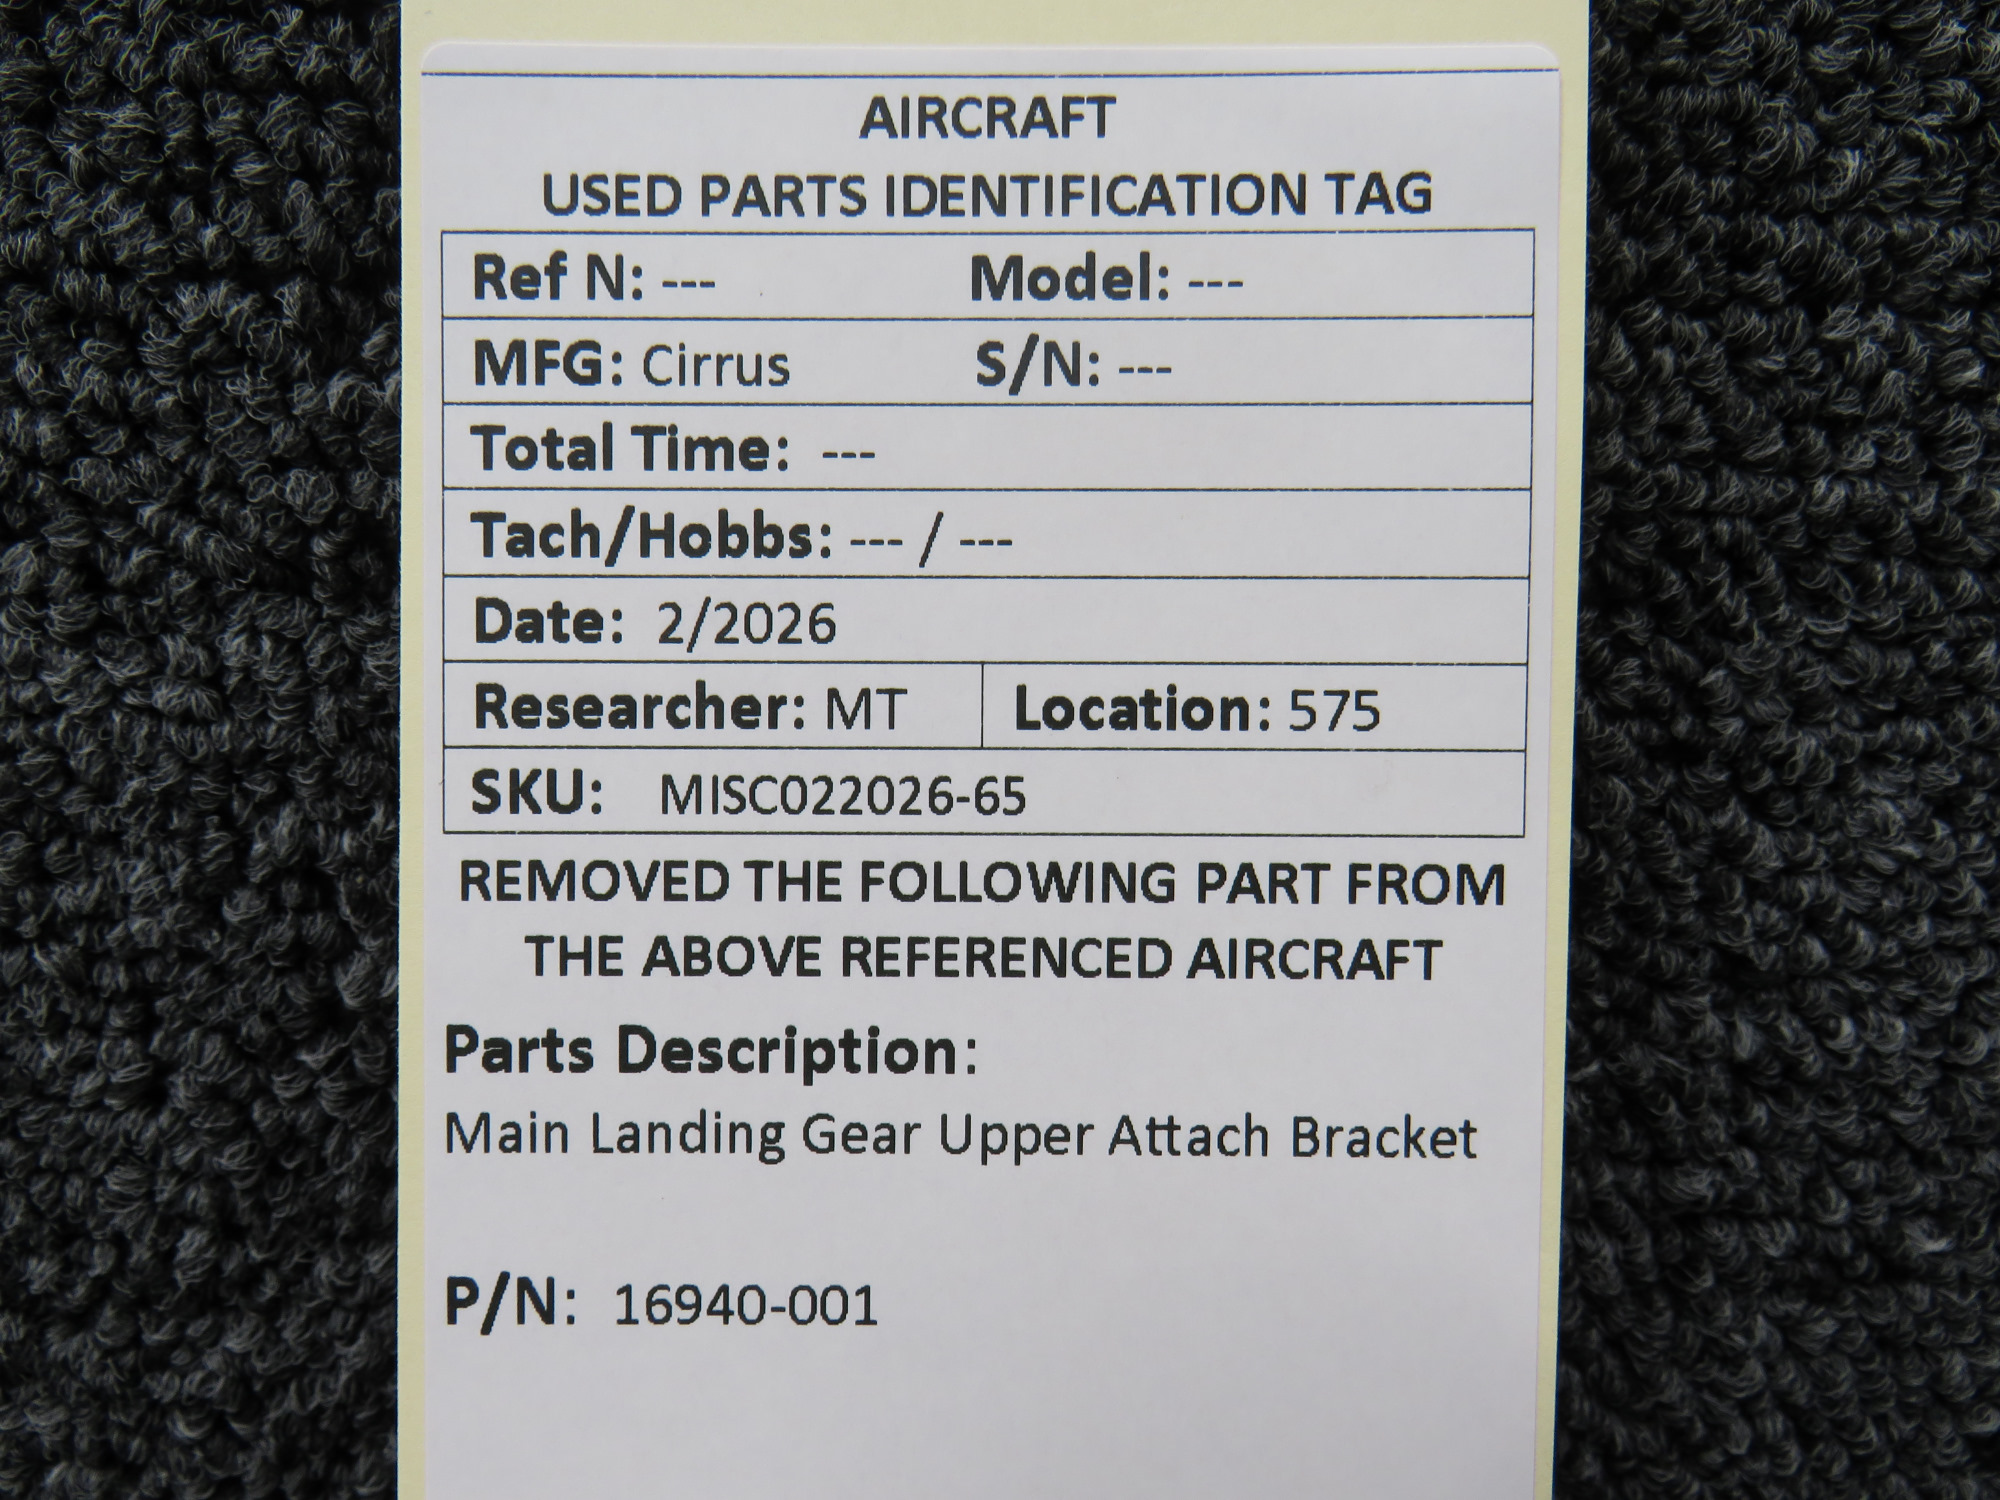 AIRCRAFT
USED PARTS IDENTIFICATION TAG
Ref N: --- Model: ---
MFG: Cirrus S/N: ---
Total Time: ---
Tach/Hobbs: --- / ---
Date: 2/2026
Researcher: MT Location: 575
SKU: MISC022026-65
REMOVED THE FOLLOWING PART FROM
THE ABOVE REFERENCED AIRCRAFT
Parts Description:
Main Landing Gear Upper Attach Bracket
P/N: 16940-001